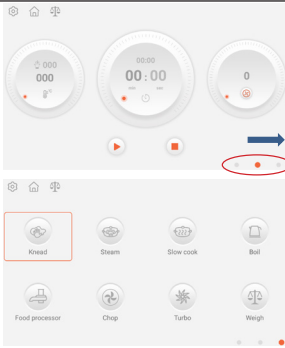 000
000
00:00
00:00
0
Knead
Steam
Slow cook
Boil
Food processor
Chop
Turbo
Weigh